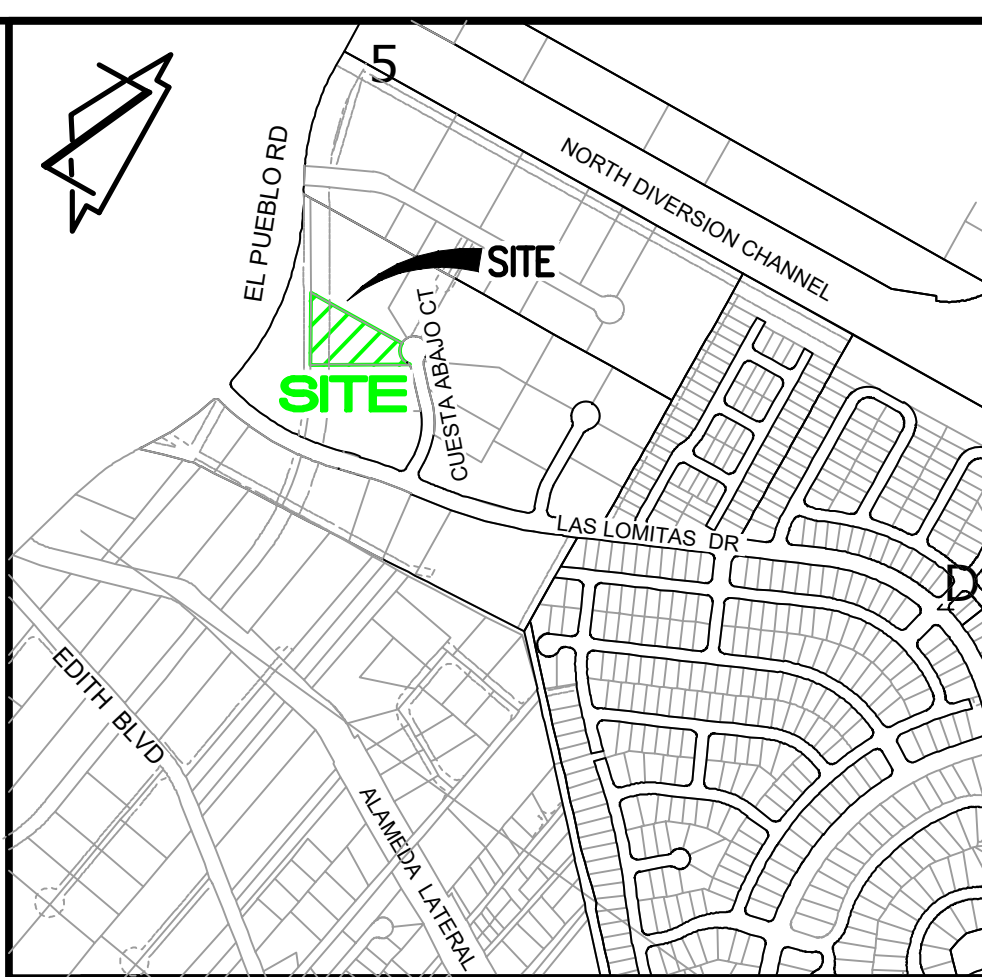 5
NORTH DIVERSION CHANNEL
EL PUEBLO RD
SITE
CUESTA ABAJO CT
SITE
LAS LOMITAS DR
D
EDITH BLVD
ALAMEDA LATERAL